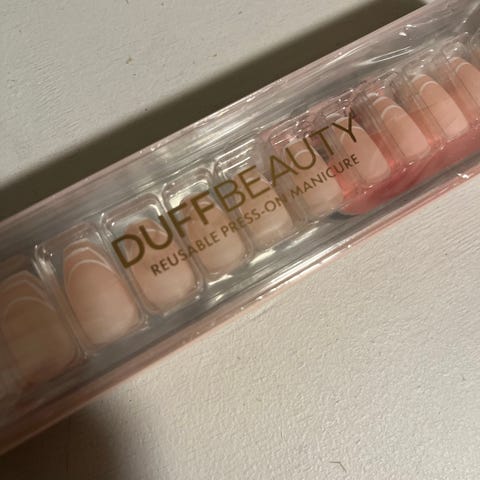 DUFFBEAUTY
REUSABLE PRESS-ON MANICURE